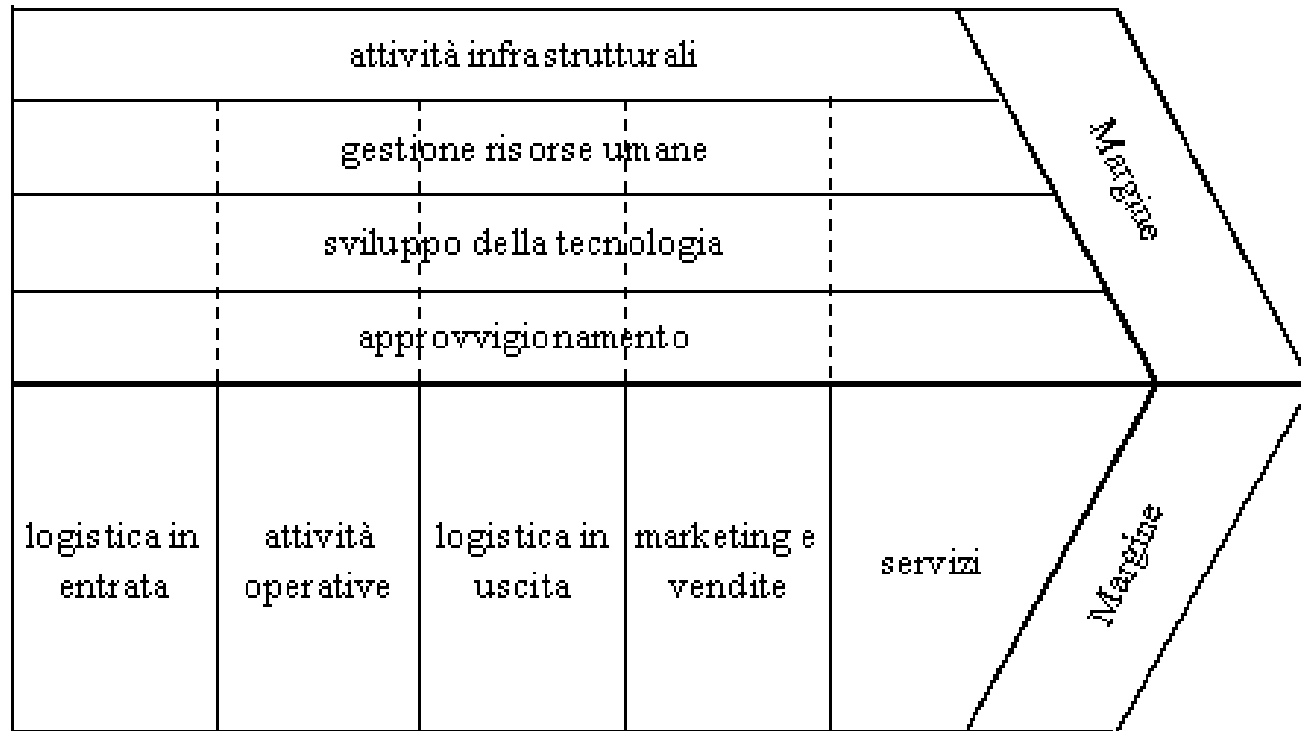 attività infrastrutturali
gestione risorse umane
sviluppo della tecnologia
approvvigionamento
Margine
logistica in
entrata
attività
operative
logistica in
uscita
marketing e
vendite
servizi
Margine